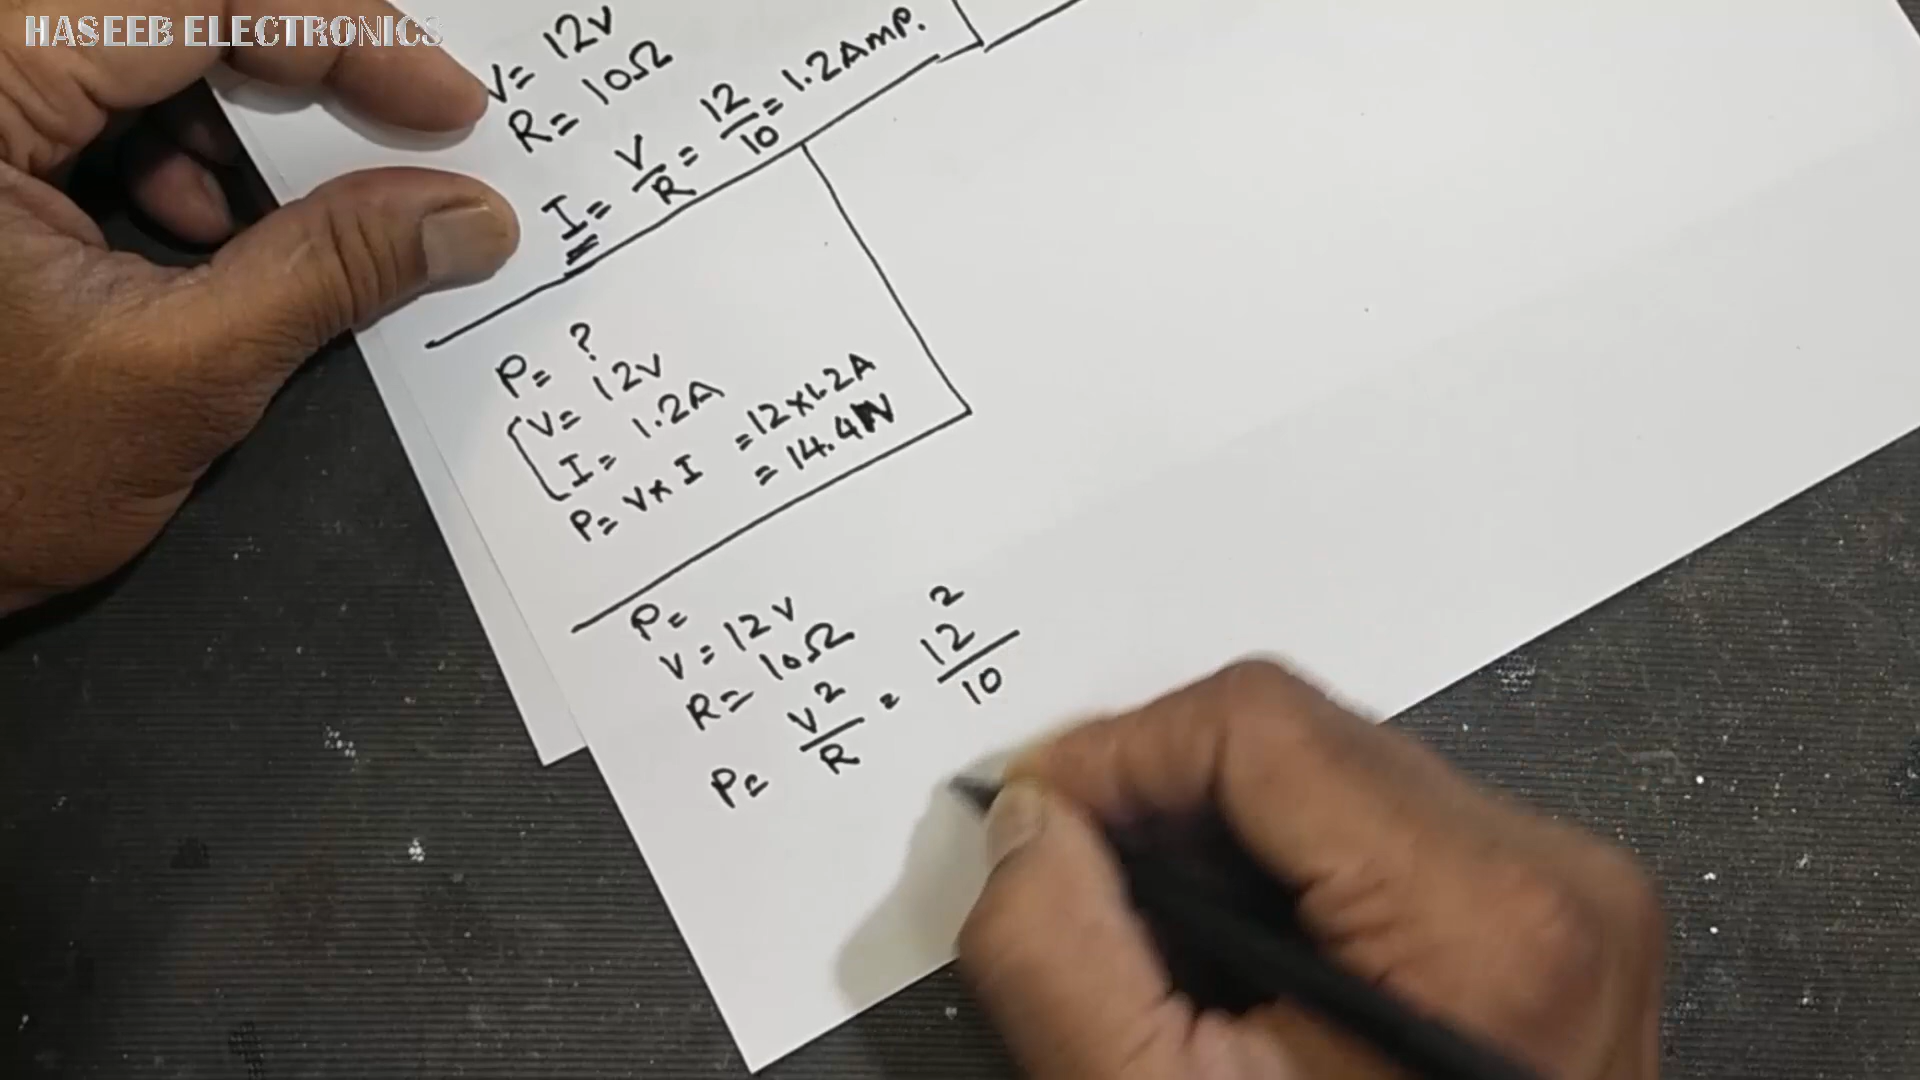 HASEEB ELECTRONICS
V= 12V
R= 10Ω
I= V/R = 12/10 = 1.2Amp.
P= ?
V= 12V
I= 1.2A
P= V× I = 12×1.2A
= 14.4W
P=
V= 12V
R= 10Ω
P= V²/R = 12²/10